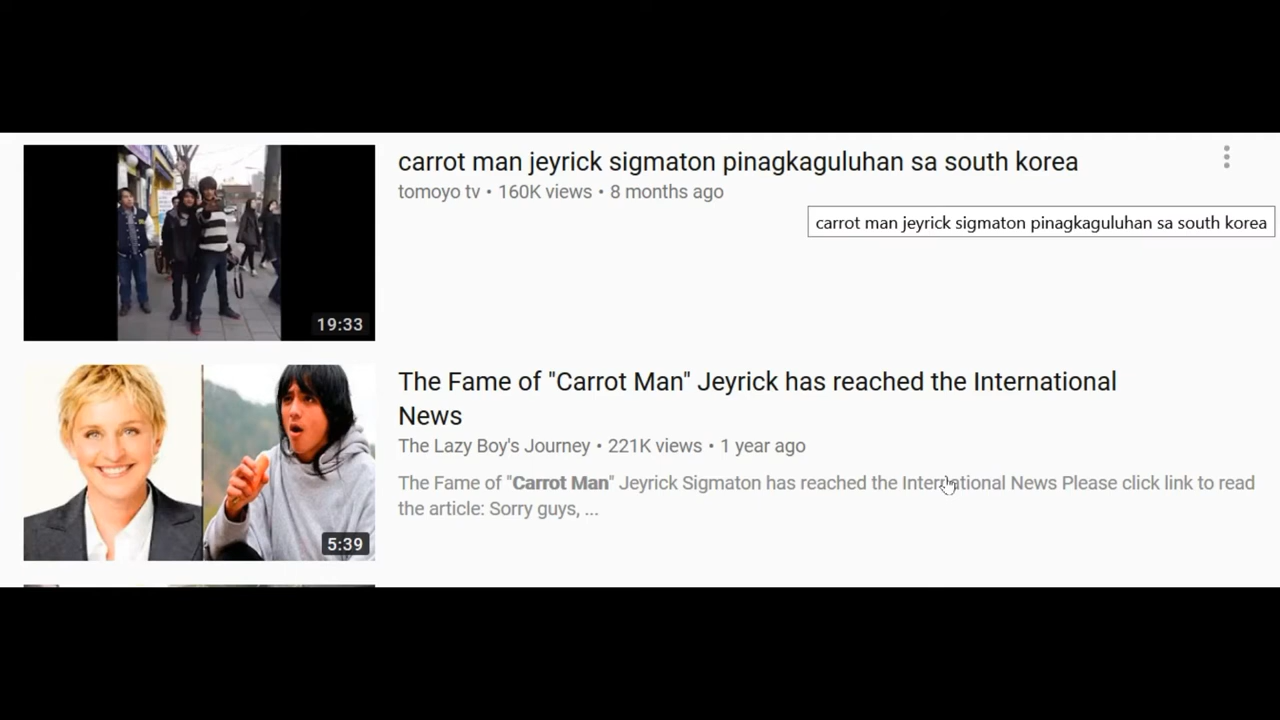 carrot man jeyrick sigmaton pinagkaguluhan sa south korea
tomoyo tv • 160K views • 8 months ago
carrot man jeyrick sigmaton pinagkaguluhan sa south korea
19:33
The Fame of "Carrot Man" Jeyrick has reached the International
News
The Lazy Boy's Journey • 221K views • 1 year ago
The Fame of "Carrot Man" Jeyrick Sigmaton has reached the International News Please click link to read
the article: Sorry guys, ...
5:39